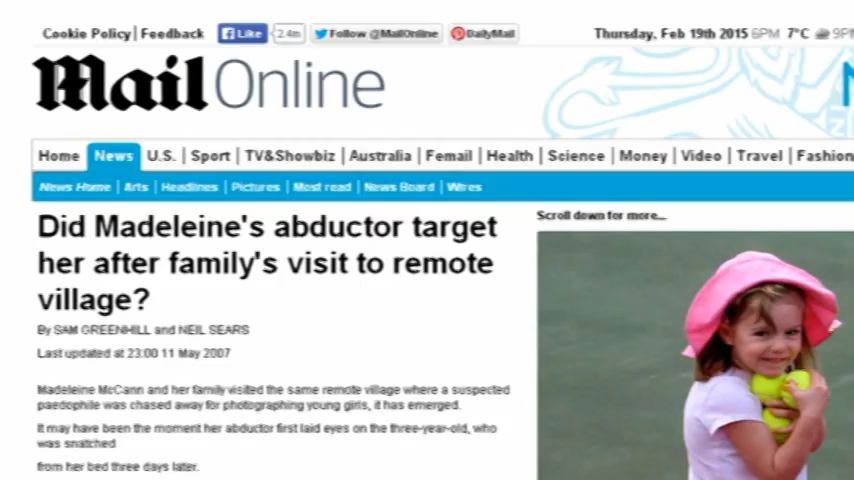 Cookie Policy | Feedback Like 2.4m Follow @MailOnline DailyMail Thursday, Feb 19th 2015 6PM 7°C 9PM
Mail Online
Home News U.S. Sport TV&Showbiz Australia Femail Health Science Money Video Travel Fashion
News Home Arts Headlines Pictures Most read News Board Wires
Did Madeleine's abductor target
her after family's visit to remote
village?
Scroll down for more...
By SAM GREENHILL and NEIL SEARS
Last updated at 23:00 11 May 2007
Madeleine McCann and her family visited the same remote village where a suspected
paedophile was chased away for photographing young girls, it has emerged.
It may have been the moment her abductor first laid eyes on the three-year-old, who
was snatched
from her bed three days later.